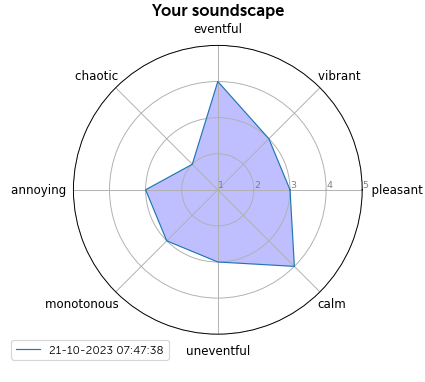 Your soundscape
eventful
chaotic
vibrant
annoying
1
2
3
4
5
pleasant
monotonous
calm
uneventful
21-10-2023 07:47:38